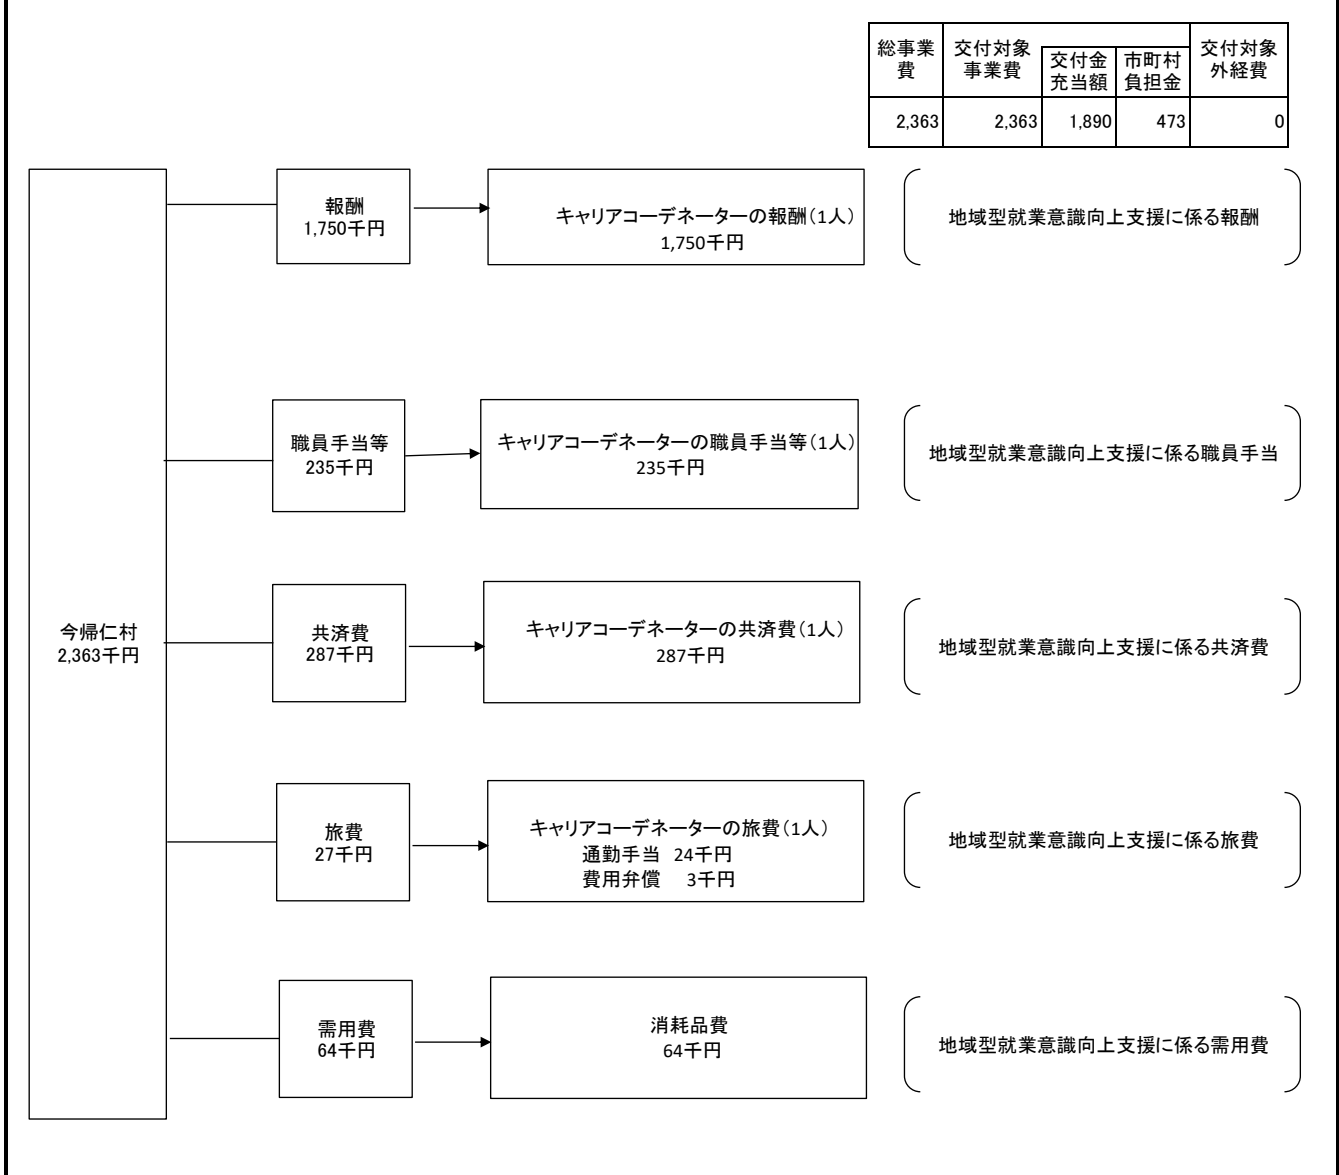 総事業費
交付対象事業費
交付金充当額
市町村負担金
交付対象外経費
2,363 2,363 1,890 473 0
今帰仁村
2,363千円
報酬
1,750千円
キャリアコーデネーターの報酬(1人)
1,750千円
地域型就業意識向上支援に係る報酬
職員手当等
235千円
キャリアコーデネーターの職員手当等(1人)
235千円
地域型就業意識向上支援に係る職員手当
共済費
287千円
キャリアコーデネーターの共済費(1人)
287千円
地域型就業意識向上支援に係る共済費
旅費
27千円
キャリアコーデネーターの旅費(1人)
通勤手当 24千円
費用弁償 3千円
地域型就業意識向上支援に係る旅費
需用費
64千円
消耗品費
64千円
地域型就業意識向上支援に係る需用費